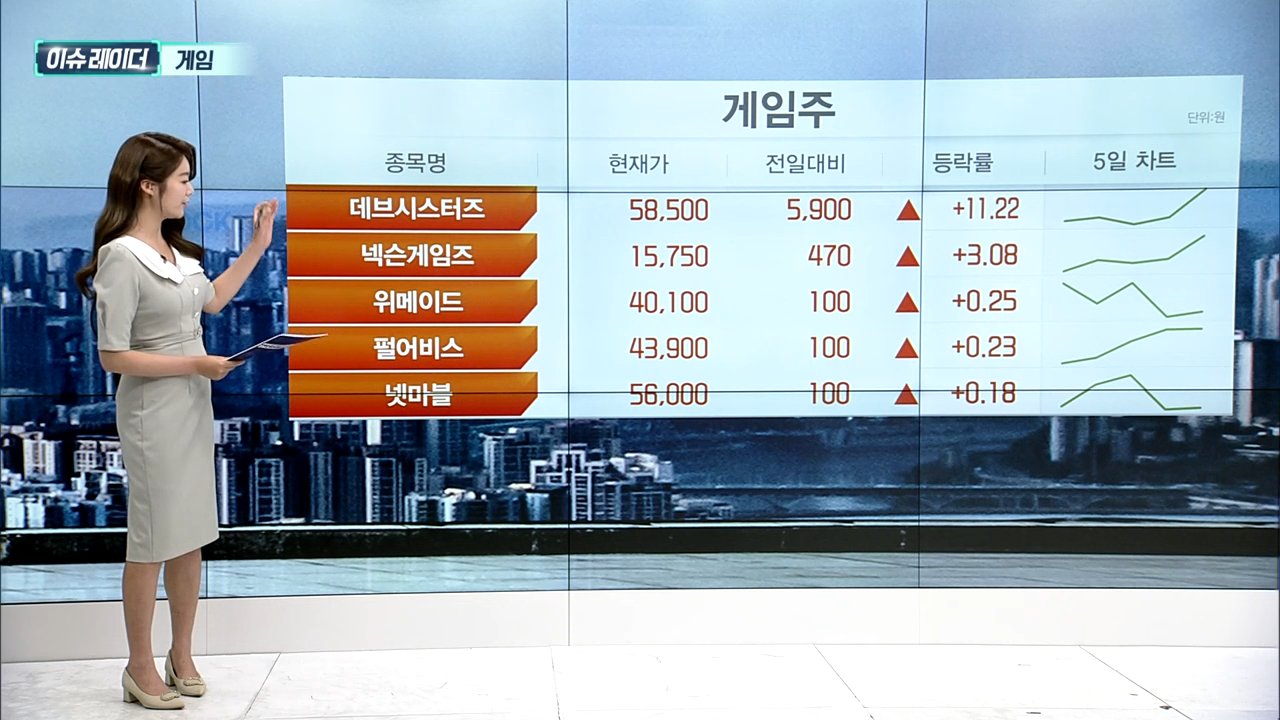 이슈레이더 게임
게임주
단위:원
종목명 현재가 전일대비 등락률 5일 차트
데브시스터즈 58,500 5,900 ▲ +11.22
넥슨게임즈 15,750 470 ▲ +3.08
위메이드 40,100 100 ▲ +0.25
펄어비스 43,900 100 ▲ +0.23
넷마블 56,000 100 ▲ +0.18